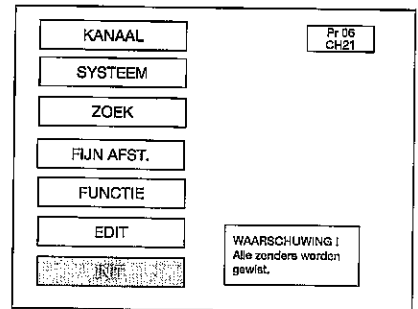 KANAAL
Pr 06
CH21
SYSTEEM
ZOEK
FIJN AFST.
FUNCTIE
EDIT
INIT
WAARSCHUWING !
Alle zenders worden
gewist.